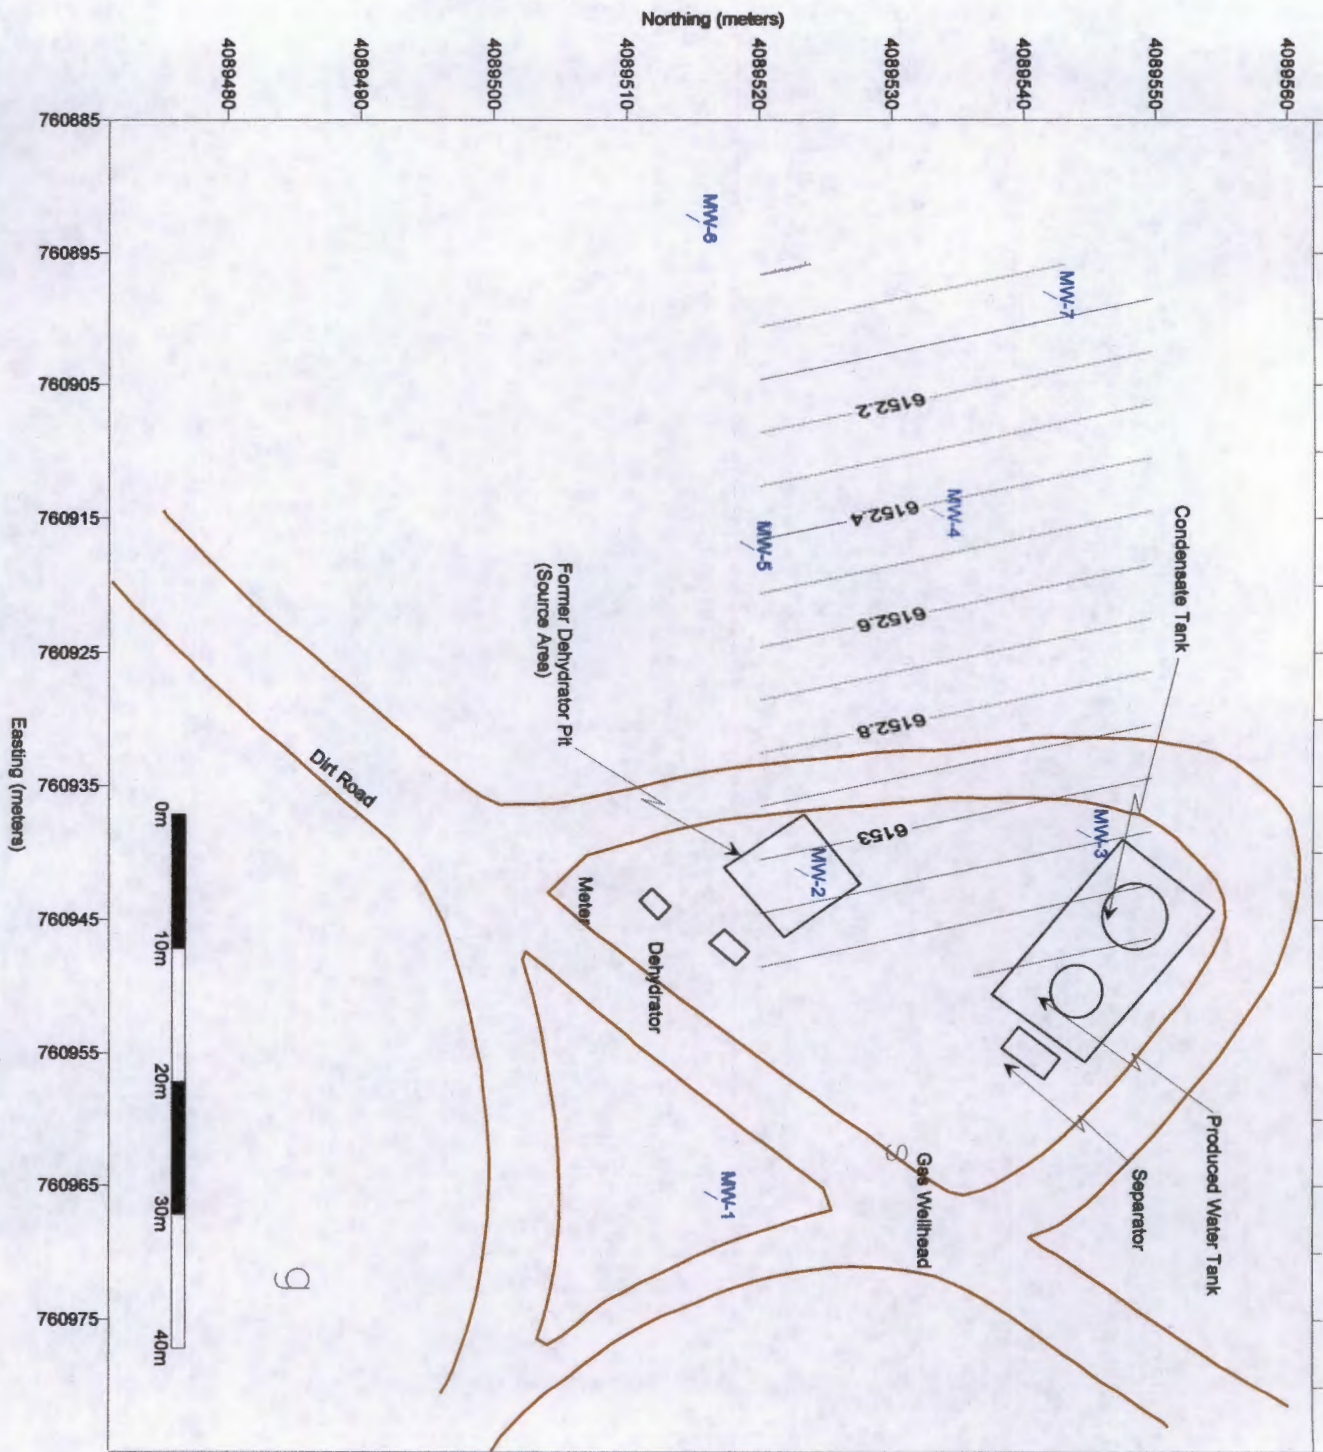 Northing (meters)
4089480
4089490
4089500
4089510
4089520
4089530
4089540
4089550
4089560
760885
760895
760905
760915
760925
760935
760945
760955
760965
760975
Easting (meters)
MW-6
MW-7
6152.2
MW-4
6152.4
MW-5
Condensate Tank
6152.6
Former Dehydrator Pit
(Source Area)
6152.8
Dirt Road
MW-3
6153
MW-2
Meter
Dehydrator
Produced Water Tank
Separator
Gas Wellhead
S
MW-1
g
0m
10m
20m
30m
40m